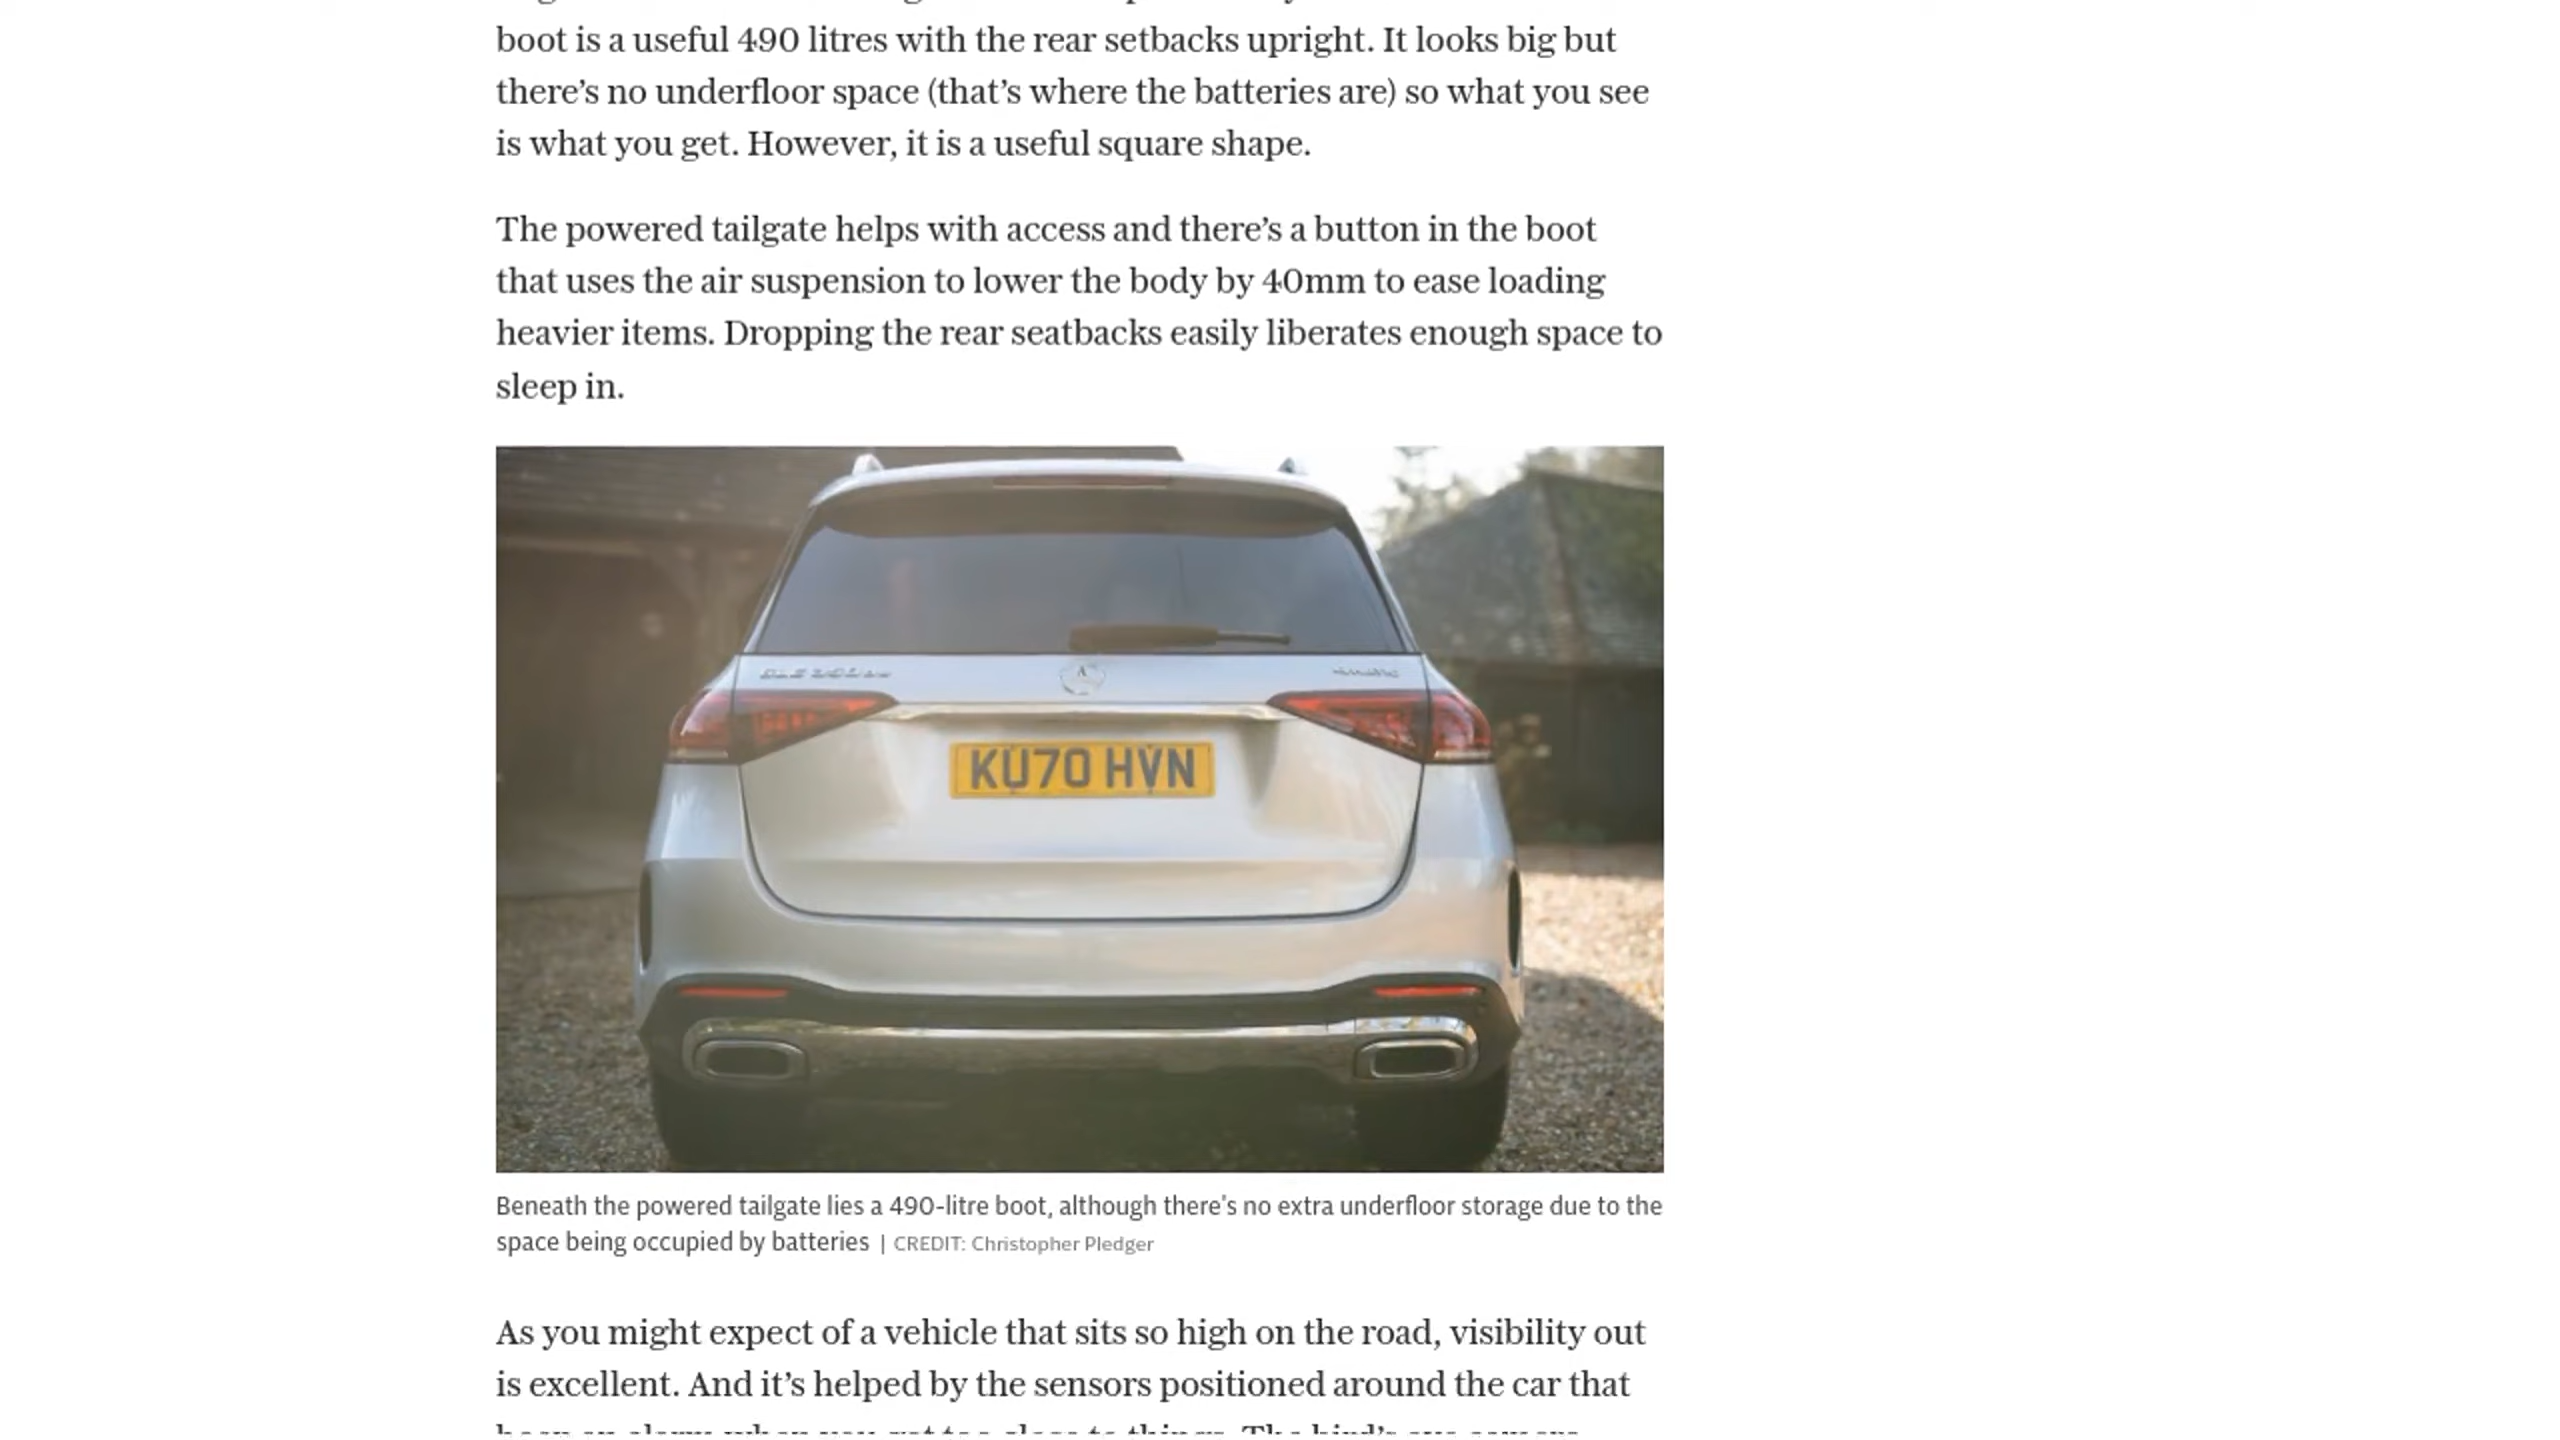 boot is a useful 490 litres with the rear setbacks upright. It looks big but
there’s no underfloor space (that’s where the batteries are) so what you see
is what you get. However, it is a useful square shape.
The powered tailgate helps with access and there’s a button in the boot
that uses the air suspension to lower the body by 40mm to ease loading
heavier items. Dropping the rear seatbacks easily liberates enough space to
sleep in.
KU70 HVN
Beneath the powered tailgate lies a 490-litre boot, although there's no extra underfloor storage due to the
space being occupied by batteries | CREDIT: Christopher Pledger
As you might expect of a vehicle that sits so high on the road, visibility out
is excellent. And it’s helped by the sensors positioned around the car that